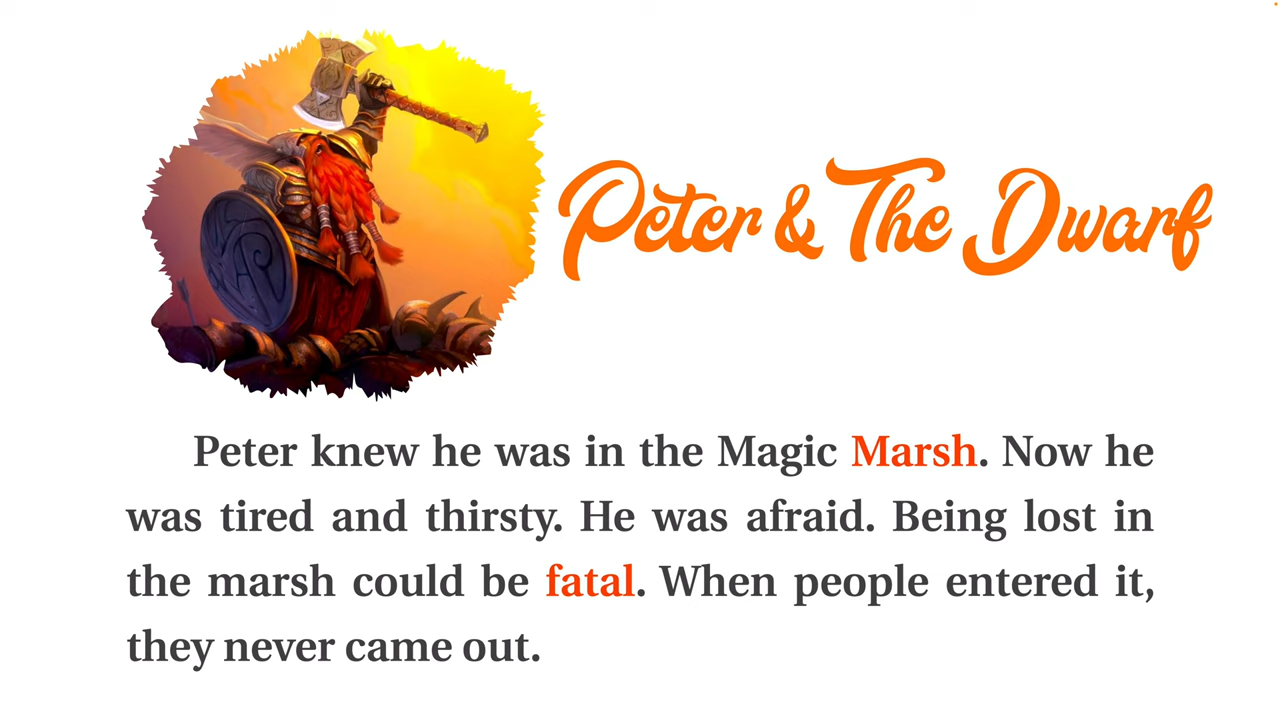 Peter & The Dwarf
Peter knew he was in the Magic Marsh. Now he
was tired and thirsty. He was afraid. Being lost in
the marsh could be fatal. When people entered it,
they never came out.